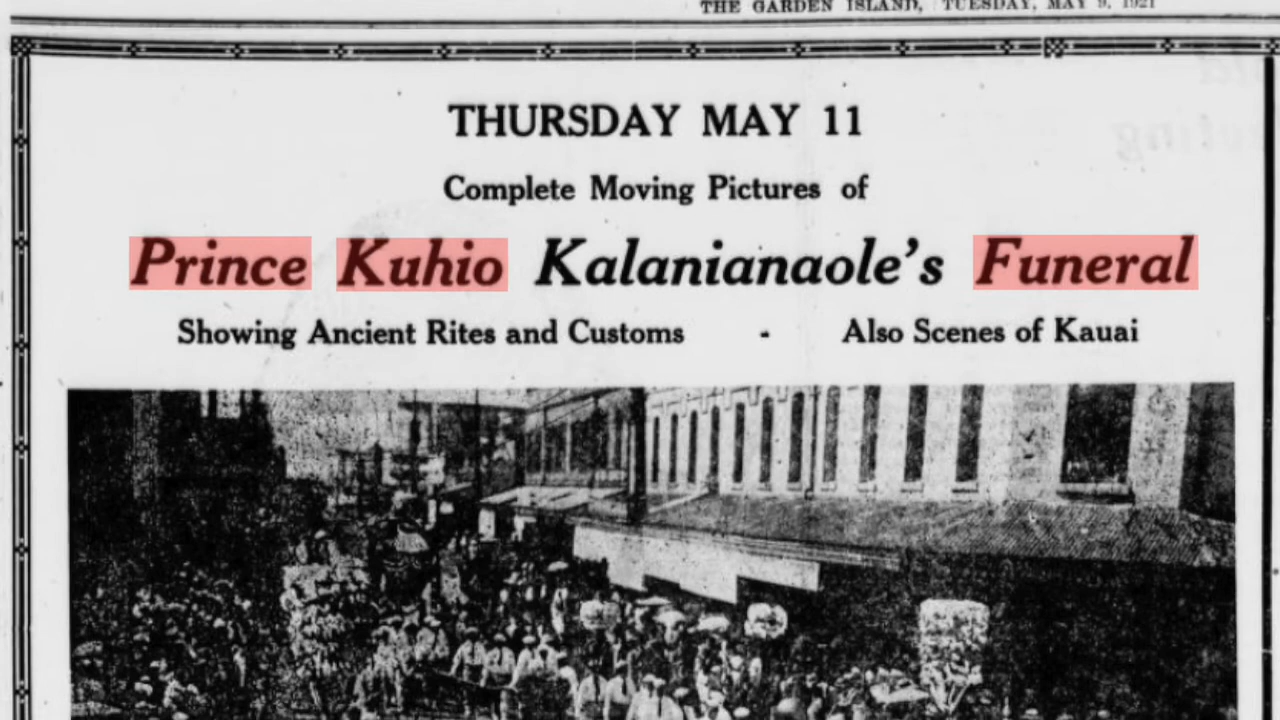 THE GARDEN ISLAND, TUESDAY, MAY 9, 1921
THURSDAY MAY 11
Complete Moving Pictures of
Prince Kuhio Kalanianaole's Funeral
Showing Ancient Rites and Customs - Also Scenes of Kauai